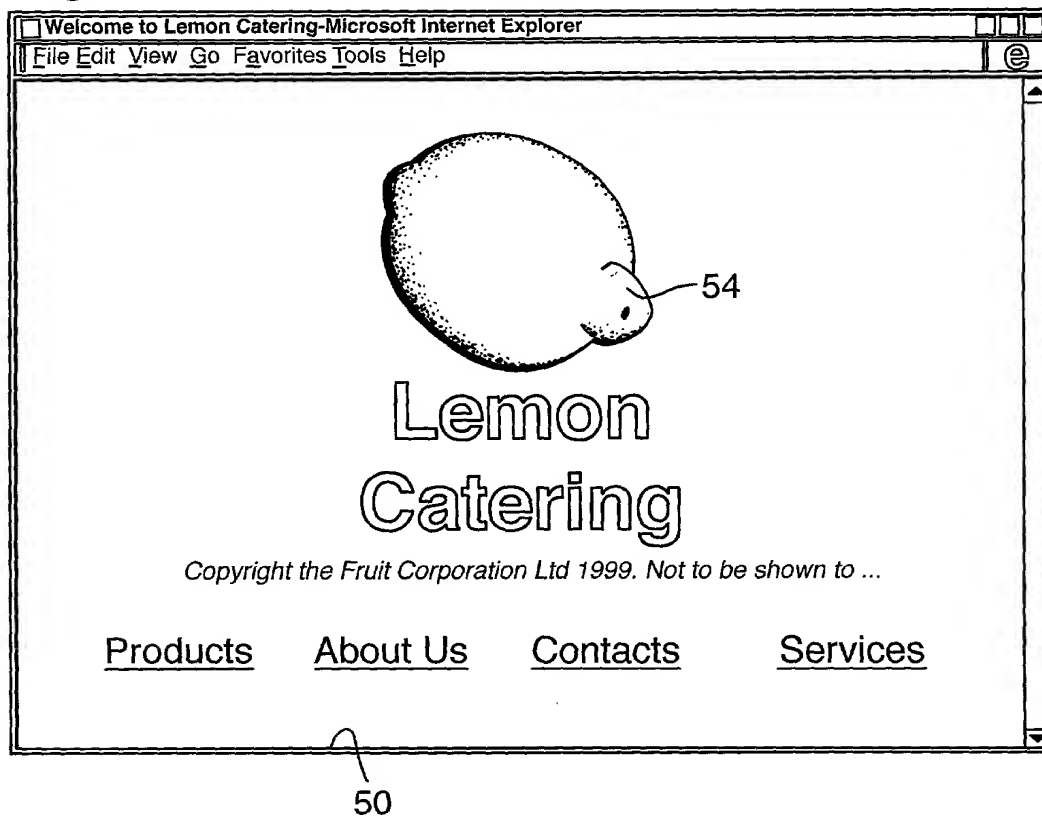 Welcome to Lemon Catering-Microsoft Internet Explorer
File Edit View Go Favorites Tools Help
e
54
Lemon
Catering
Copyright the Fruit Corporation Ltd 1999. Not to be shown to ...
Products About Us Contacts Services
50